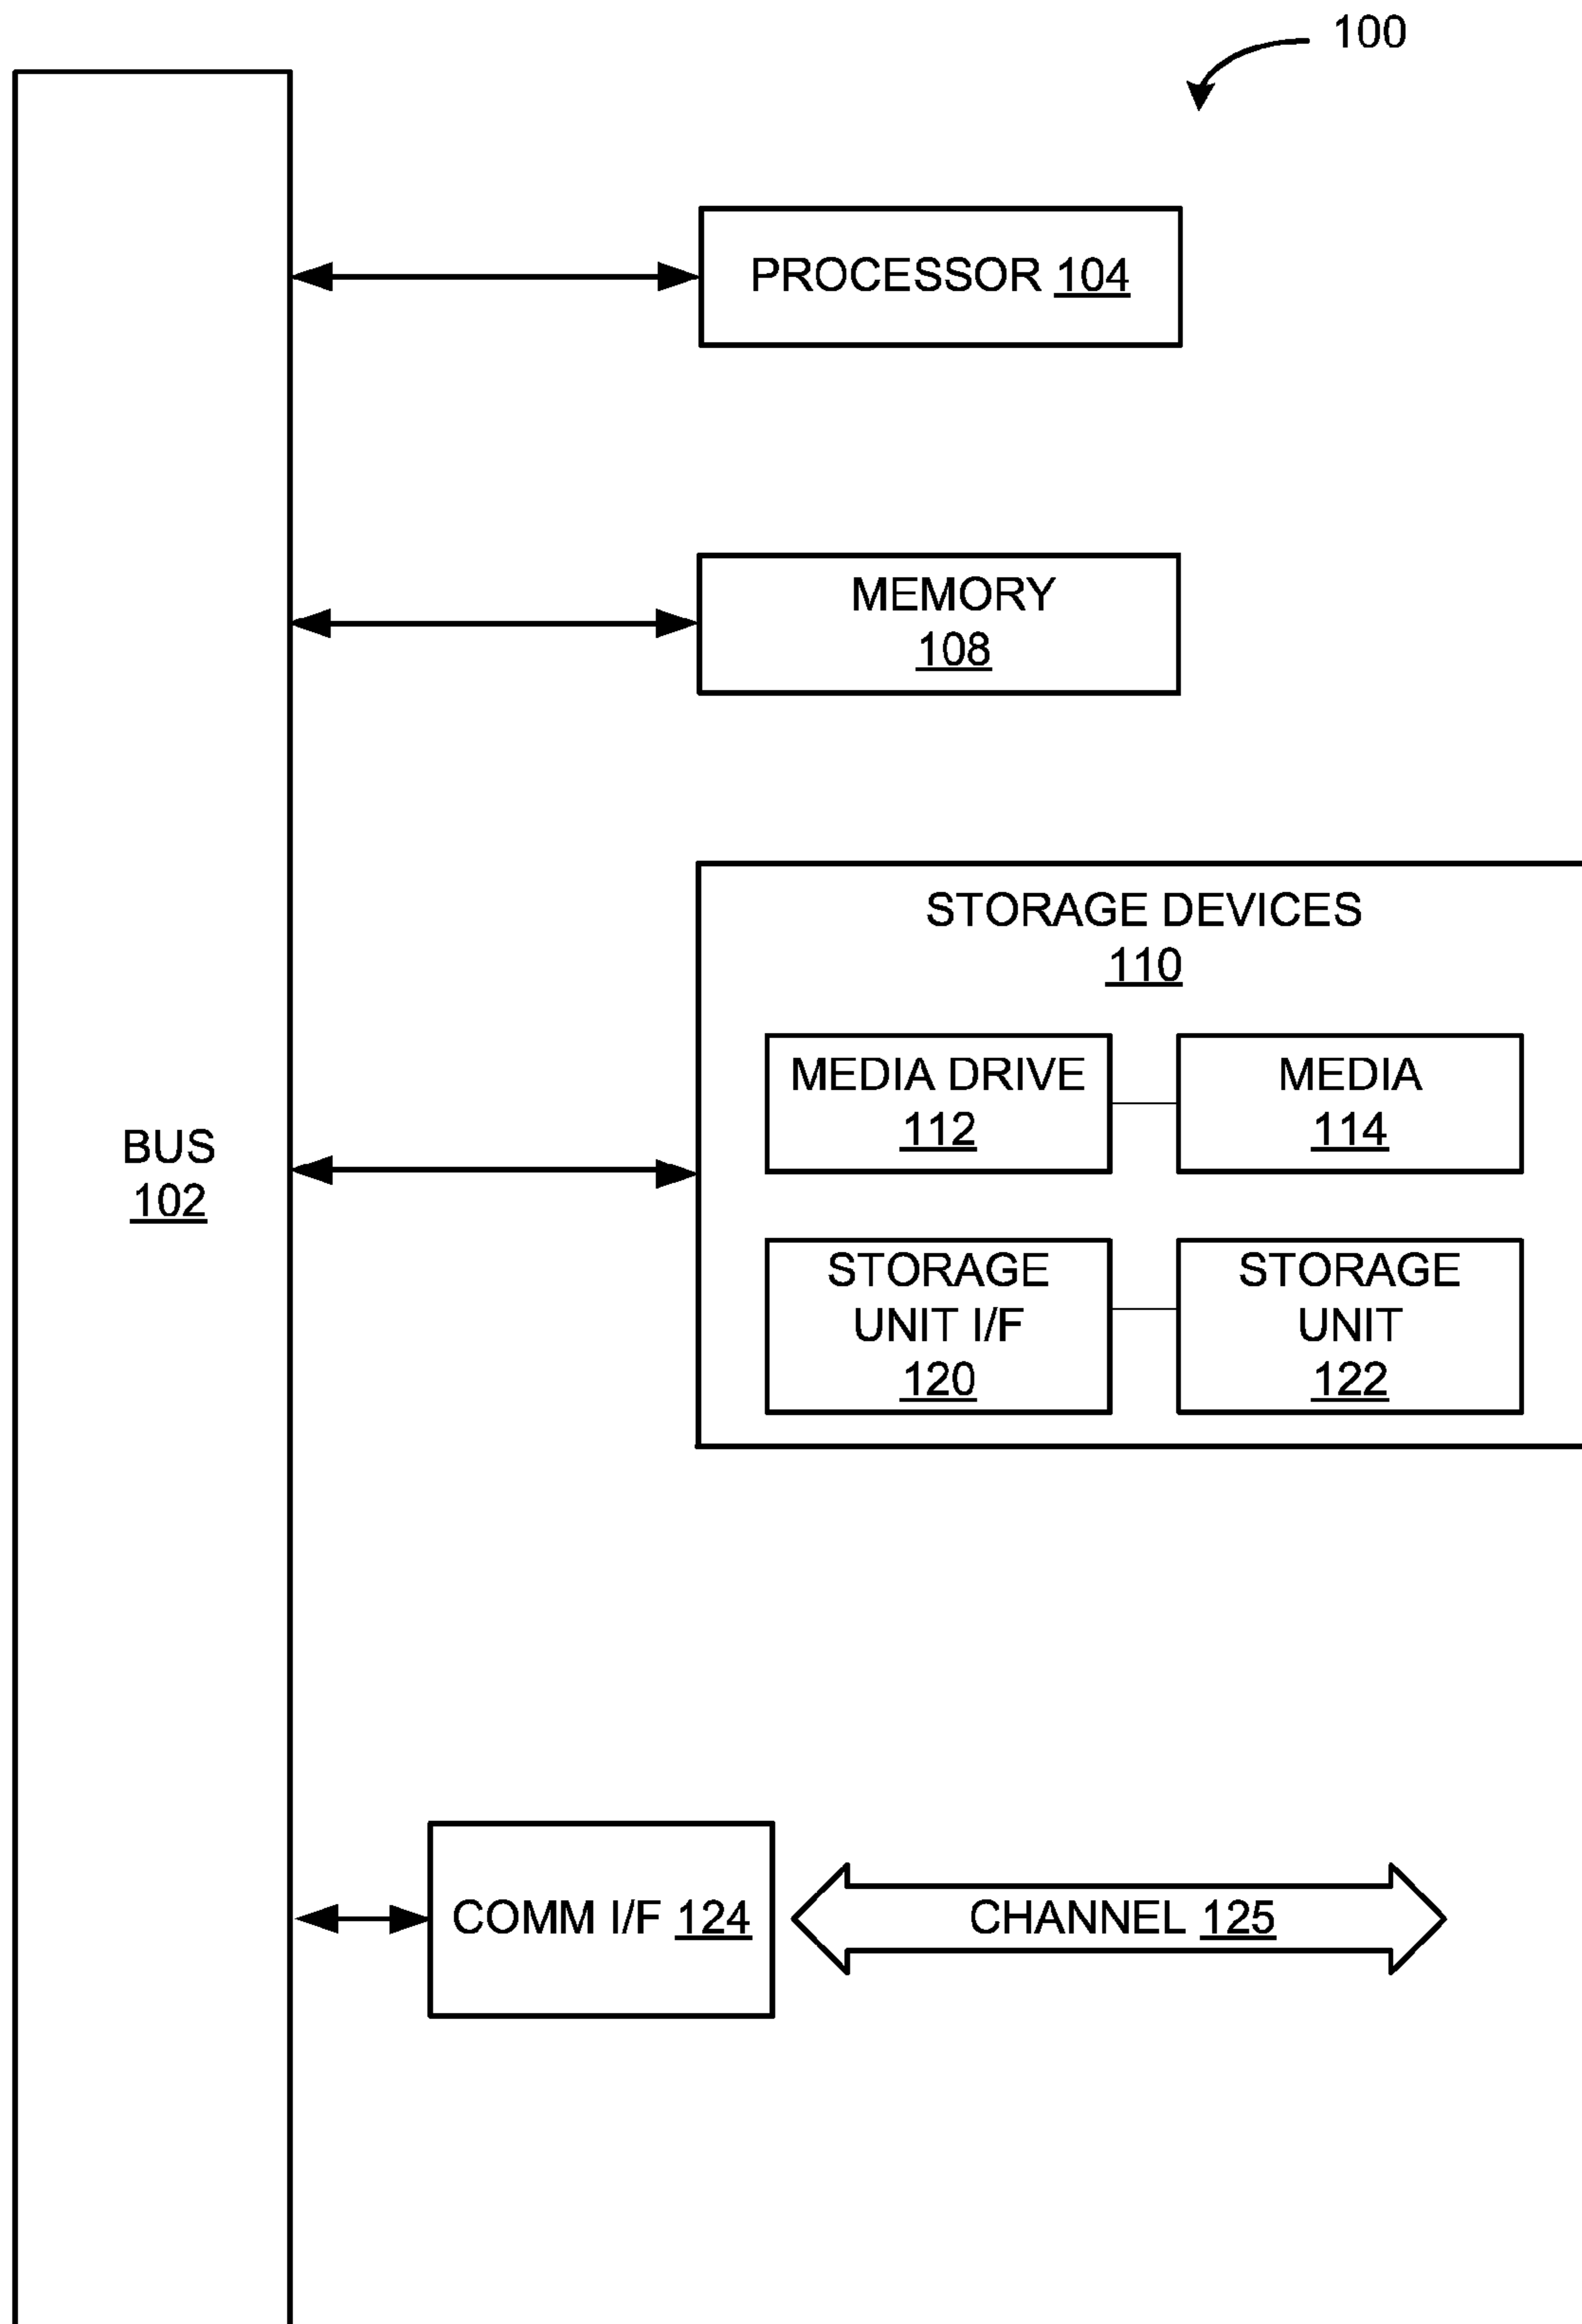 100
PROCESSOR 104
MEMORY
108
STORAGE DEVICES
110
MEDIA DRIVE
112
MEDIA
114
BUS
102
STORAGE
UNIT I/F
120
STORAGE
UNIT
122
COMM I/F 124
CHANNEL 125